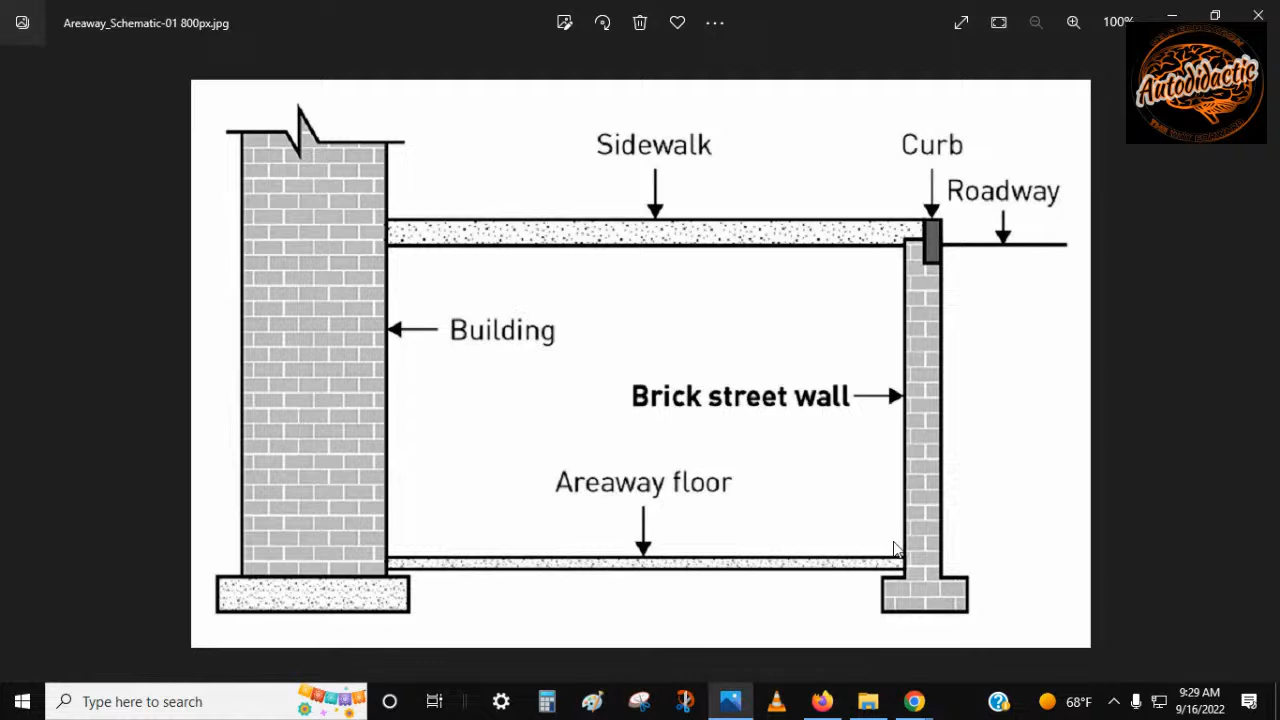 Areaway_Schematic-01 800px.jpg
100%
Autodidactic
Sidewalk
Curb
Roadway
Building
Brick street wall
Areaway floor
Type here to search
68°F
9:29 AM
9/16/2022